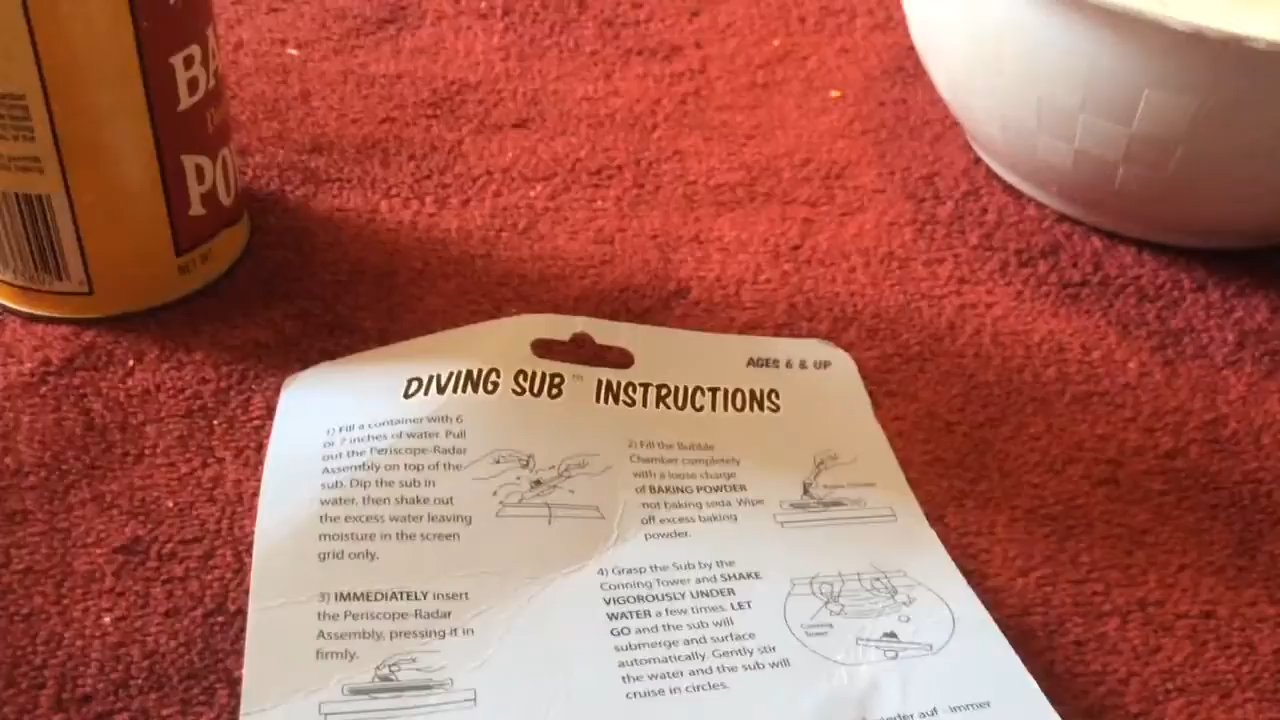 BA
PO
NET WT
DIVING SUB™ INSTRUCTIONS
AGES 6 & UP
1) Fill a container with 6
or 7 inches of water. Pull
out the Periscope-Radar
Assembly on top of the
sub. Dip the sub in
water, then shake out
the excess water leaving
moisture in the screen
grid only.
2) Fill the Bubble
Chamber completely
with a loose charge
of BAKING POWDER
not baking soda. Wipe
off excess baking
powder.
3) IMMEDIATELY insert
the Periscope-Radar
Assembly, pressing it in
firmly.
4) Grasp the Sub by the
Conning Tower and SHAKE
VIGOROUSLY UNDER
WATER a few times. LET
GO and the sub will
submerge and surface
automatically. Gently stir
the water and the sub will
cruise in circles.
Conning
Tower
auf - immer